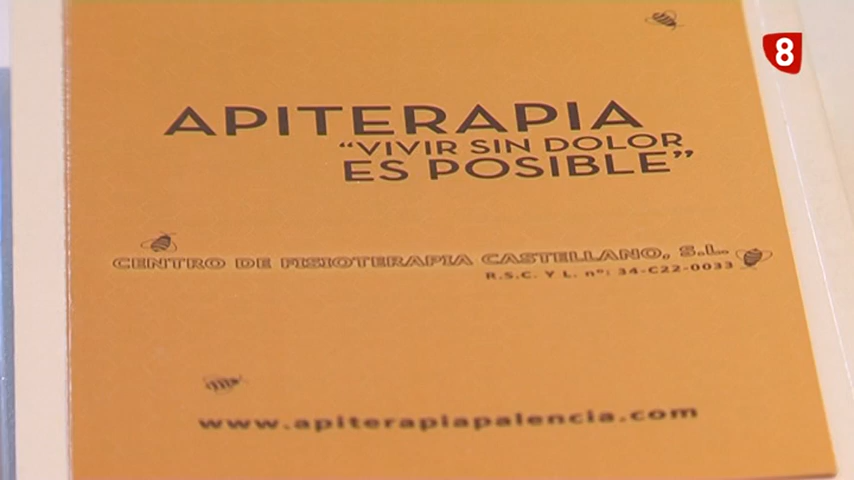 8
APITERAPIA
“VIVIR SIN DOLOR
ES POSIBLE”
CENTRO DE FISIOTERAPIA CASTELLANO, S.L.
R.S.C. Y L. nº: 34-C22-0033
www.apiterapiapalencia.com